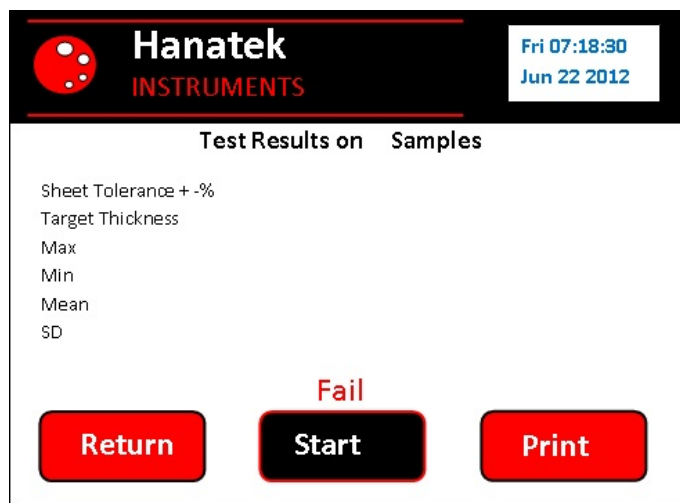 Hanatek
INSTRUMENTS
Fri 07:18:30
Jun 22 2012
Test Results on Samples
Sheet Tolerance + -%
Target Thickness
Max
Min
Mean
SD
Fail
Return Start Print